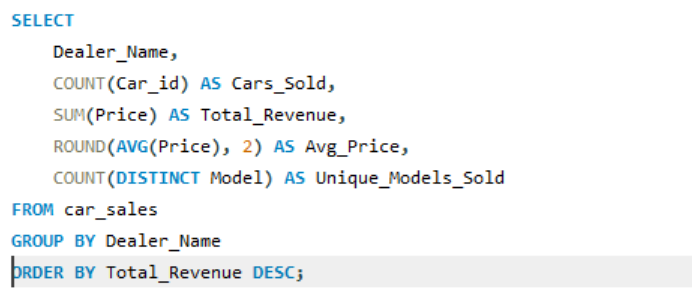 SELECT
Dealer_Name,
COUNT(Car_id) AS Cars_Sold,
SUM(Price) AS Total_Revenue,
ROUND(AVG(Price), 2) AS Avg_Price,
COUNT(DISTINCT Model) AS Unique_Models_Sold
FROM car_sales
GROUP BY Dealer_Name
ORDER BY Total_Revenue DESC;